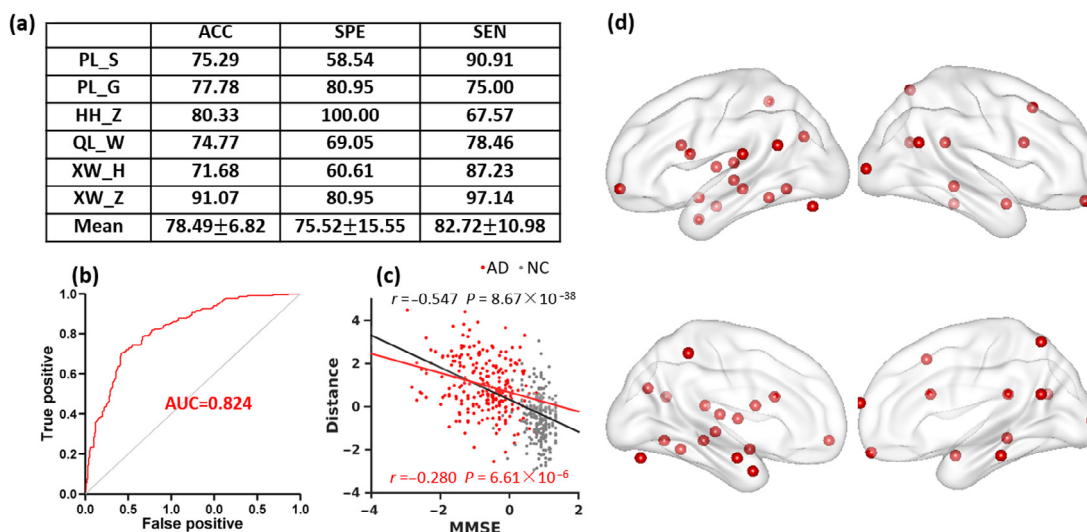 (a)
ACC SPE SEN
PL_S 75.29 58.54 90.91
PL_G 77.78 80.95 75.00
HH_Z 80.33 100.00 67.57
QL_W 74.77 69.05 78.46
XW_H 71.68 60.61 87.23
XW_Z 91.07 80.95 97.14
Mean 78.49±6.82 75.52±15.55 82.72±10.98
(b)
True positive
1.0
0.8
0.6
0.4
0.2
0.0
AUC=0.824
0.0 0.5 1.0 0.5 1.0 0.5 1.0
False positive
(c)
AD NC
r=−0.547 P = 8.67×10⁻³⁸
Distance
4
2
0
−2
−4
r=−0.280 P = 6.61×10⁻⁶
−4 −2 0 2
MMSE
(d)